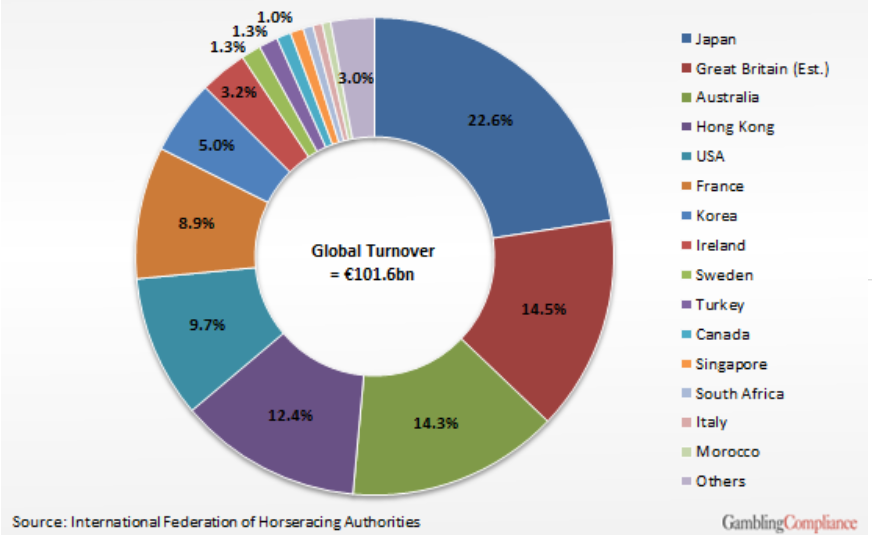 1.0%
1.3%
1.3%
3.0%
3.2%
22.6%
5.0%
8.9%
Global Turnover
= €101.6bn
14.5%
9.7%
12.4%
14.3%
Japan
Great Britain (Est.)
Australia
Hong Kong
USA
France
Korea
Ireland
Sweden
Turkey
Canada
Singapore
South Africa
Italy
Morocco
Others
Source: International Federation of Horseracing Authorities
GamblingCompliance